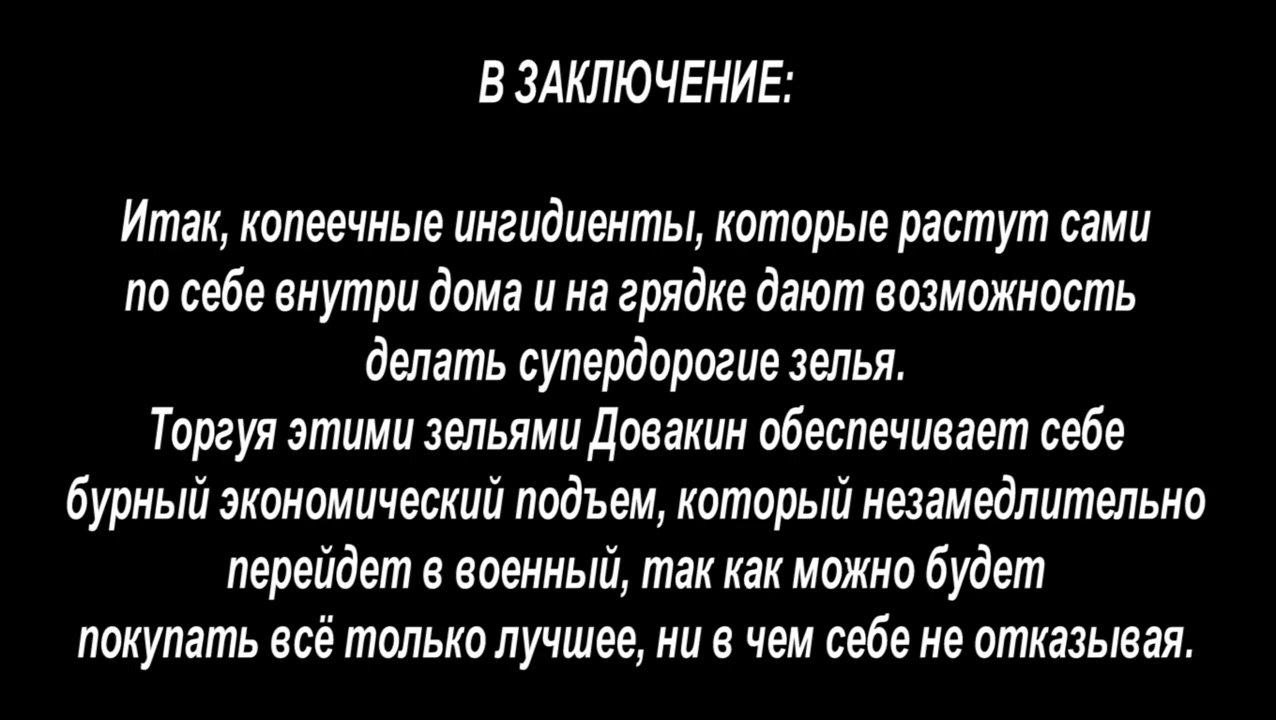 В ЗАКЛЮЧЕНИЕ:
Итак, копеечные ингидиенты, которые растут сами
по себе внутри дома и на грядке дают возможность
делать супердорогие зелья.
Торгуя этими зельями Довакин обеспечивает себе
бурный экономический подъем, который незамедлительно
перейдет в военный, так как можно будет
покупать всё только лучшее, ни в чем себе не отказывая.